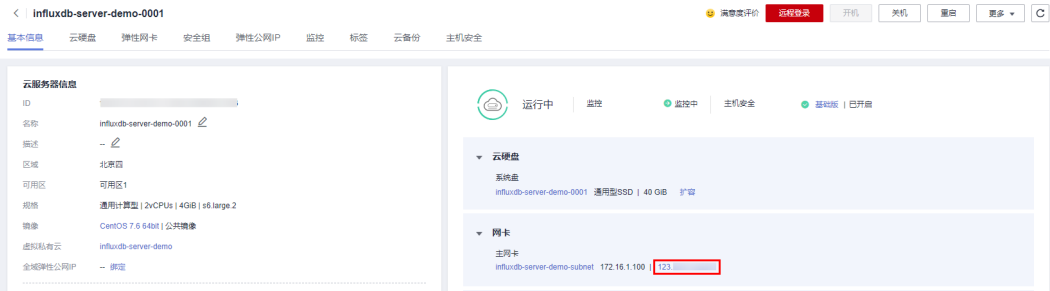 < influxdb-server-demo-0001 满意度评价 远程登录 开机 关机 重启 更多
基本信息 云硬盘 弹性网卡 安全组 弹性公网IP 监控 标签 云备份 主机安全
云服务器信息
ID
名称 influxdb-server-demo-0001
描述 --
区域 北京四
可用区 可用区1
规格 通用计算型 | 2vCPUs | 4GiB | s6.large.2
镜像 CentOS 7.6 64bit | 公共镜像
虚拟私有云 influxdb-server-demo
全域弹性公网IP -- 绑定
运行中 监控 监控中 主机安全 基础版 | 已开启
云硬盘
系统盘
influxdb-server-demo-0001 通用型SSD | 40 GiB 扩容
网卡
主网卡
influxdb-server-demo-subnet 172.16.1.100 | 123.